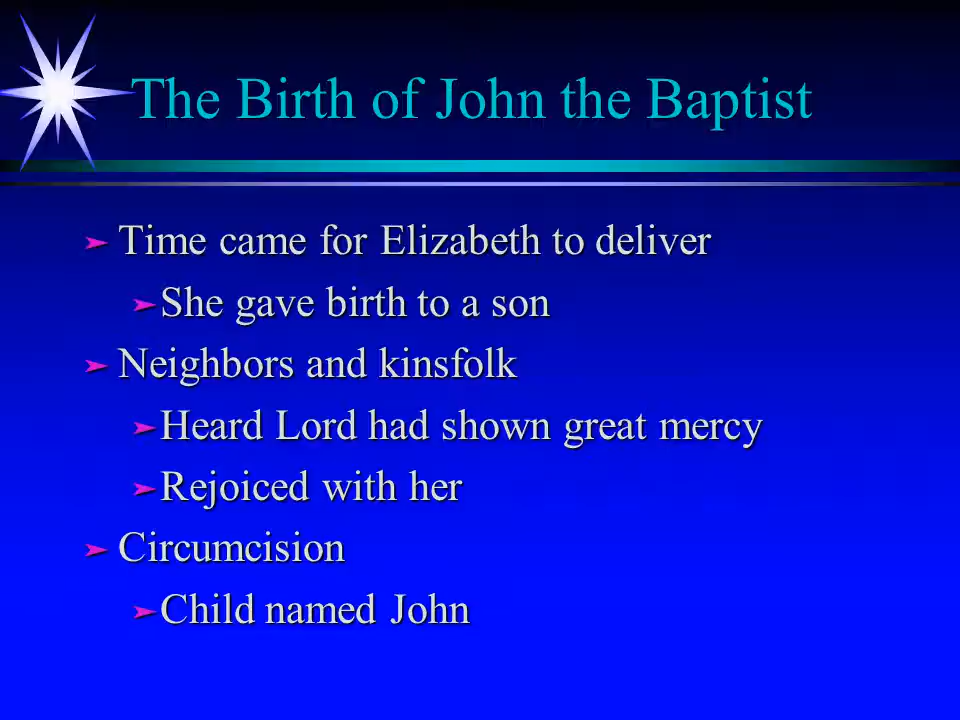 The Birth of John the Baptist
➤ Time came for Elizabeth to deliver
➤ She gave birth to a son
➤ Neighbors and kinsfolk
➤ Heard Lord had shown great mercy
➤ Rejoiced with her
➤ Circumcision
➤ Child named John